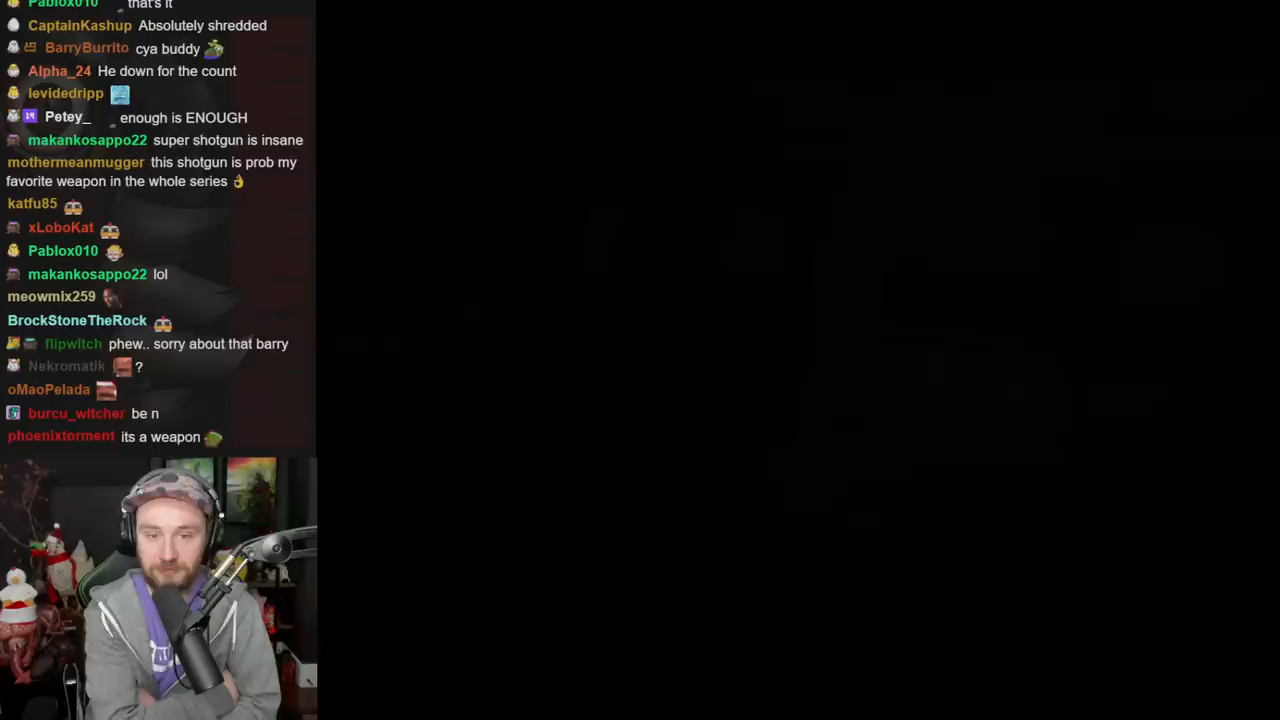 Pablox010 that's it
CaptainKashup Absolutely shredded
BarryBurrito cya buddy
Alpha_24 He down for the count
levidedripp
19 Petey_ enough is ENOUGH
makankosappo22 super shotgun is insane
mothermeanmugger this shotgun is prob my
favorite weapon in the whole series 👌
katfu85
xLoboKat
Pablox010
makankosappo22 lol
meowmix259
BrockStoneTheRock
flipwitch phew.. sorry about that barry
Nekromatik ?
oMaoPelada
burcu_witcher be n
phoenixtorment its a weapon